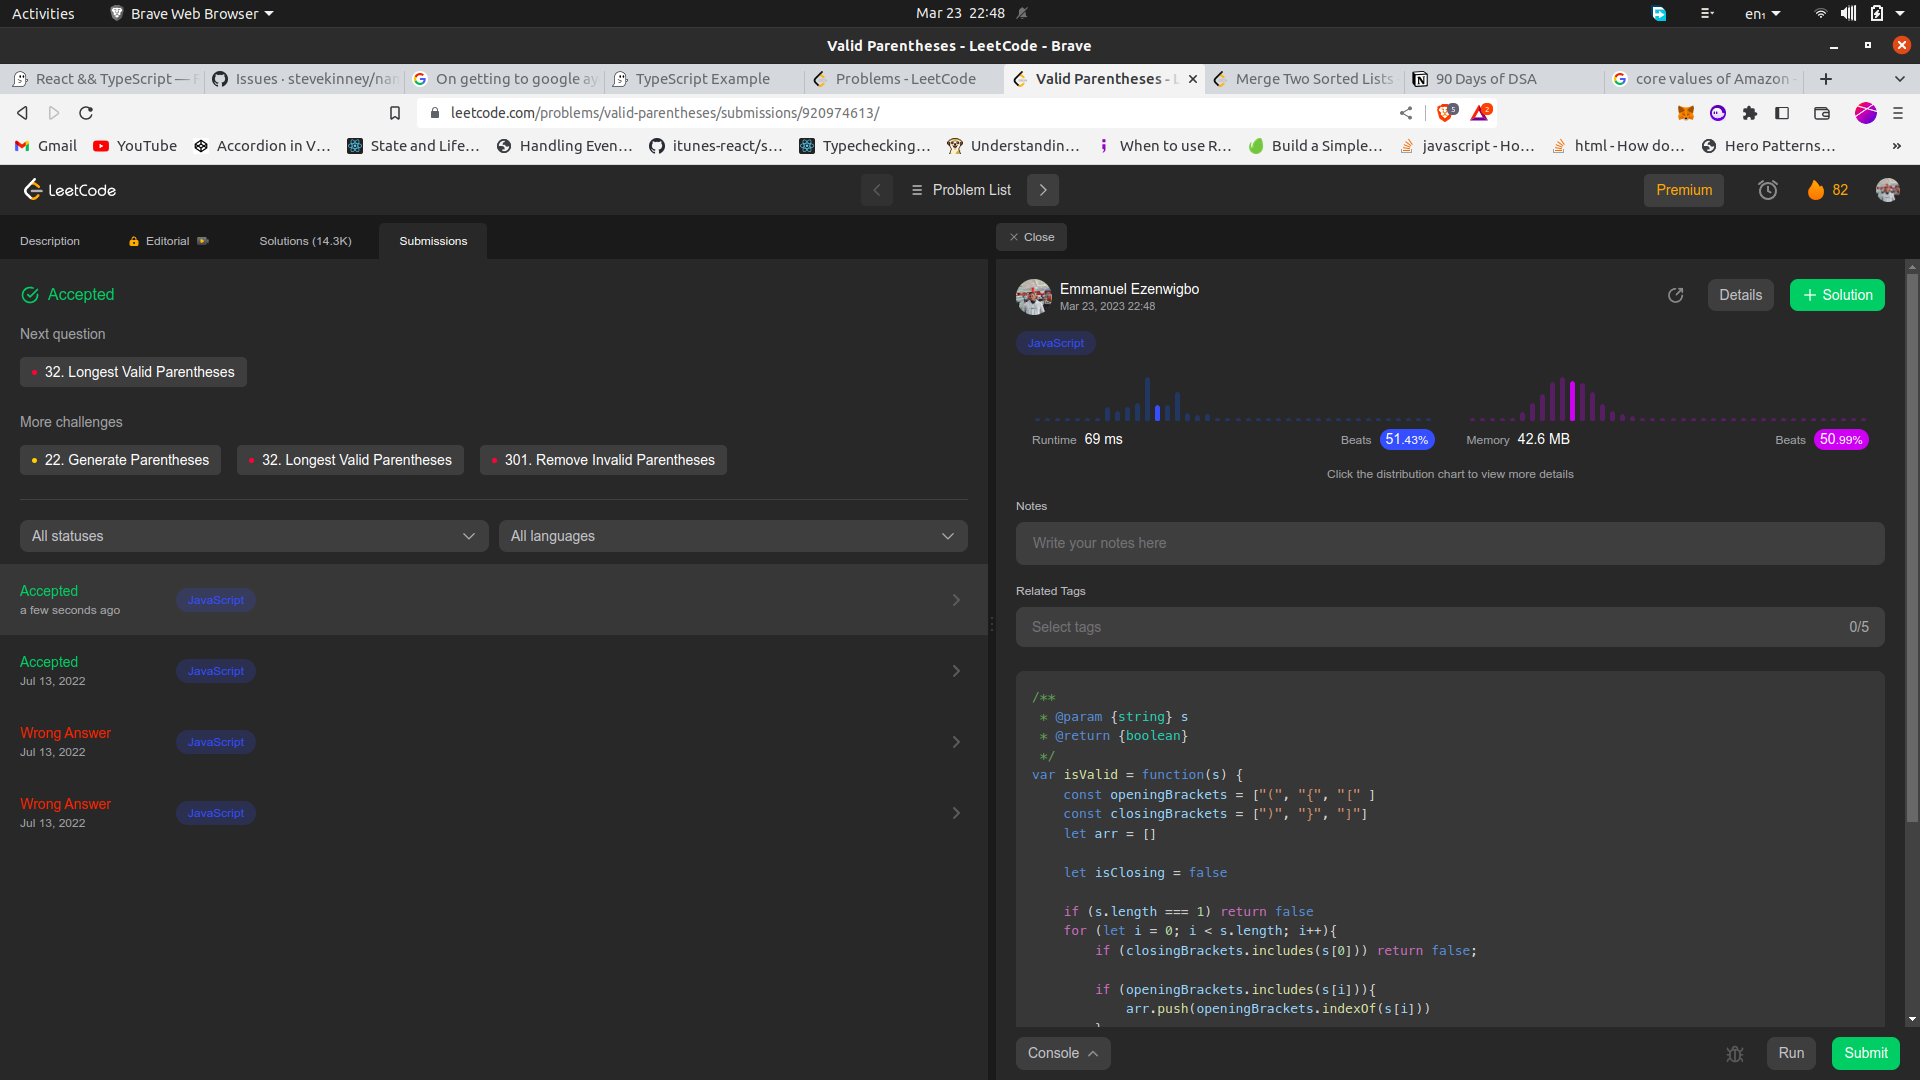 Activities
Brave Web Browser
Mar 23 22:48
en₁
Valid Parentheses - LeetCode - Brave
React && TypeScript —
Issues · stevekinney/nar
On getting to google ay
TypeScript Example
Problems - LeetCode
Valid Parentheses -
Merge Two Sorted Lists
90 Days of DSA
core values of Amazon -
leetcode.com/problems/valid-parentheses/submissions/920974613/
5
2
Gmail
YouTube
Accordion in V…
State and Life…
Handling Even…
itunes-react/s…
Typechecking…
Understandin…
When to use R…
Build a Simple…
javascript - Ho…
html - How do…
Hero Patterns…
»
LeetCode
Problem List
Premium
82
Description
Editorial
Solutions (14.3K)
Submissions
Close
Accepted
Next question
32. Longest Valid Parentheses
More challenges
22. Generate Parentheses
32. Longest Valid Parentheses
301. Remove Invalid Parentheses
All statuses
All languages
Accepted
a few seconds ago
JavaScript
Accepted
Jul 13, 2022
JavaScript
Wrong Answer
Jul 13, 2022
JavaScript
Wrong Answer
Jul 13, 2022
JavaScript
Emmanuel Ezenwigbo
Mar 23, 2023 22:48
Details
+ Solution
JavaScript
Runtime 69 ms
Beats 51.43%
Memory 42.6 MB
Beats 50.99%
Click the distribution chart to view more details
Notes
Write your notes here
Related Tags
Select tags
0/5
/**
 * @param {string} s
 * @return {boolean}
 */
var isValid = function(s) {
    const openingBrackets = ["(", "{", "[" ]
    const closingBrackets = [")", "}", "]"]
    let arr = []
    let isClosing = false
    if (s.length === 1) return false
    for (let i = 0; i < s.length; i++){
        if (closingBrackets.includes(s[0])) return false;
        if (openingBrackets.includes(s[i])){
            arr.push(openingBrackets.indexOf(s[i]))
        }
Console
Run
Submit